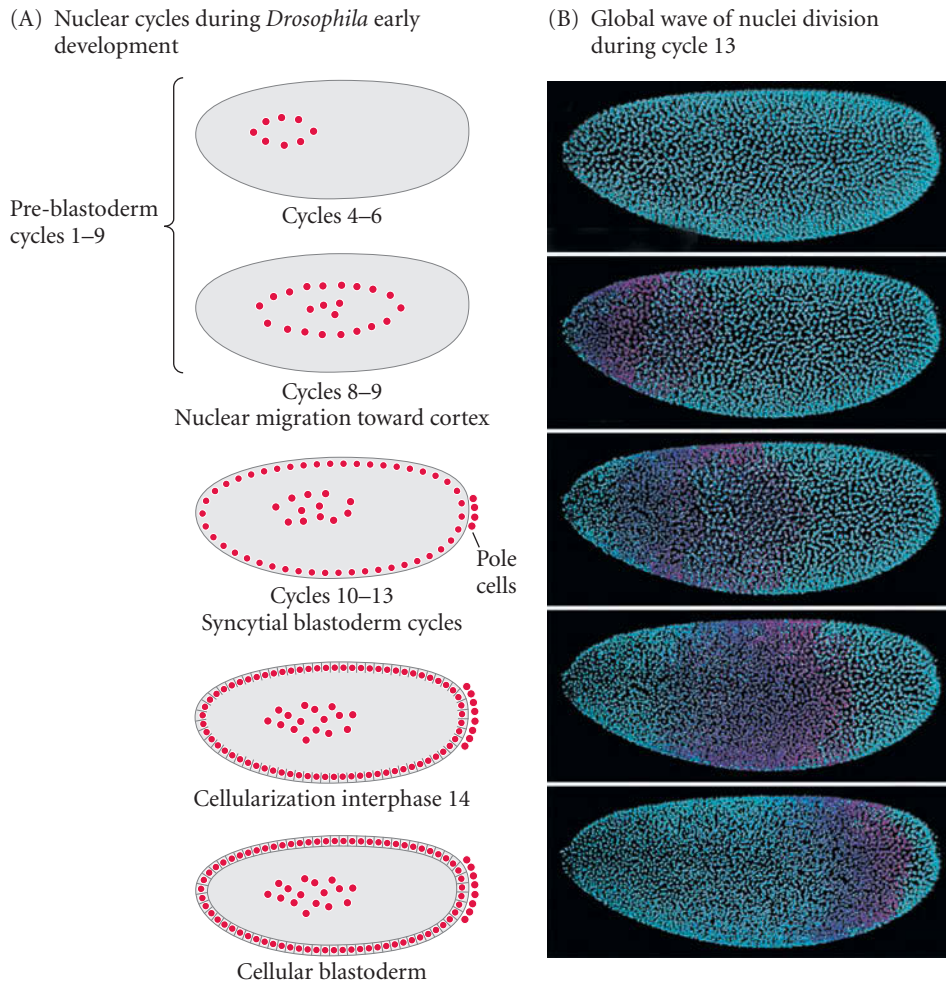 (A) Nuclear cycles during Drosophila early
development
(B) Global wave of nuclei division
during cycle 13
Pre-blastoderm
cycles 1–9
Cycles 4–6
Cycles 8–9
Nuclear migration toward cortex
Pole
cells
Cycles 10–13
Syncytial blastoderm cycles
Cellularization interphase 14
Cellular blastoderm